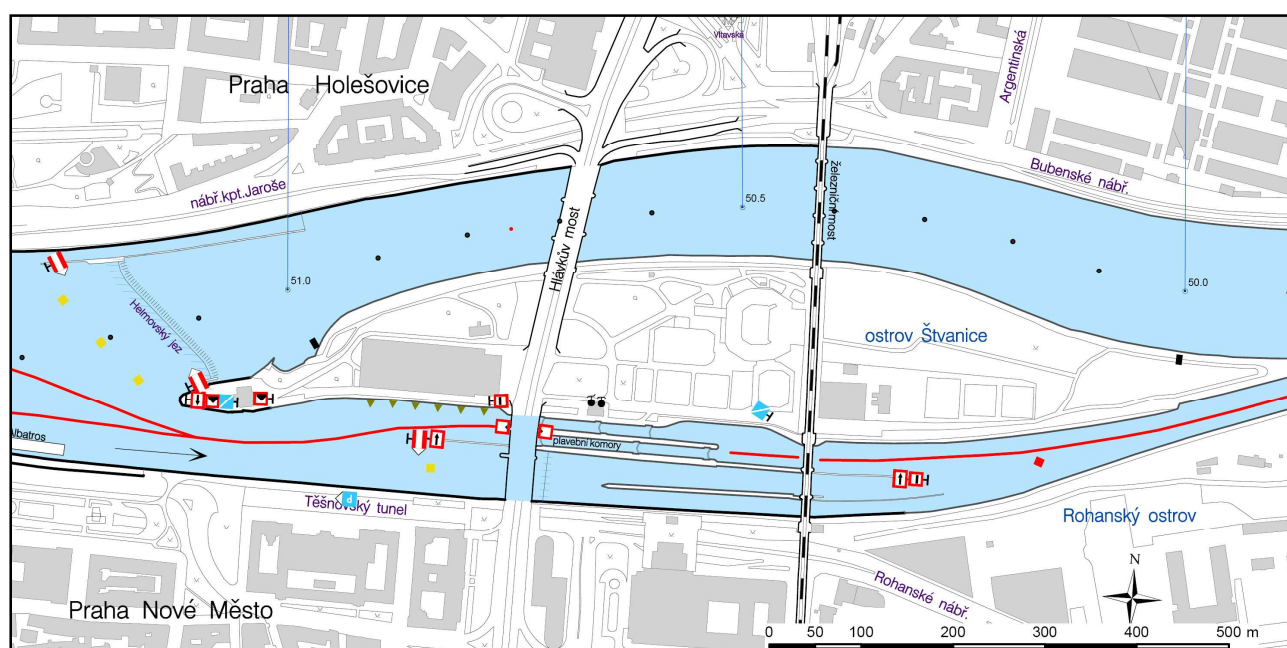 Vltavská
Argentinská
Praha Holešovice
železniční most
Bubenské nábř.
nábř.kpt.Jaroše
50.5
Hlávkův most
51.0
50.0
Helmovský jez
ostrov Štvanice
Albatros
plavební komory
d
Těšnovský tunel
Rohanský ostrov
N
Rohanské nábř.
Praha Nové Město
0 50 100 200 300 400 500 m